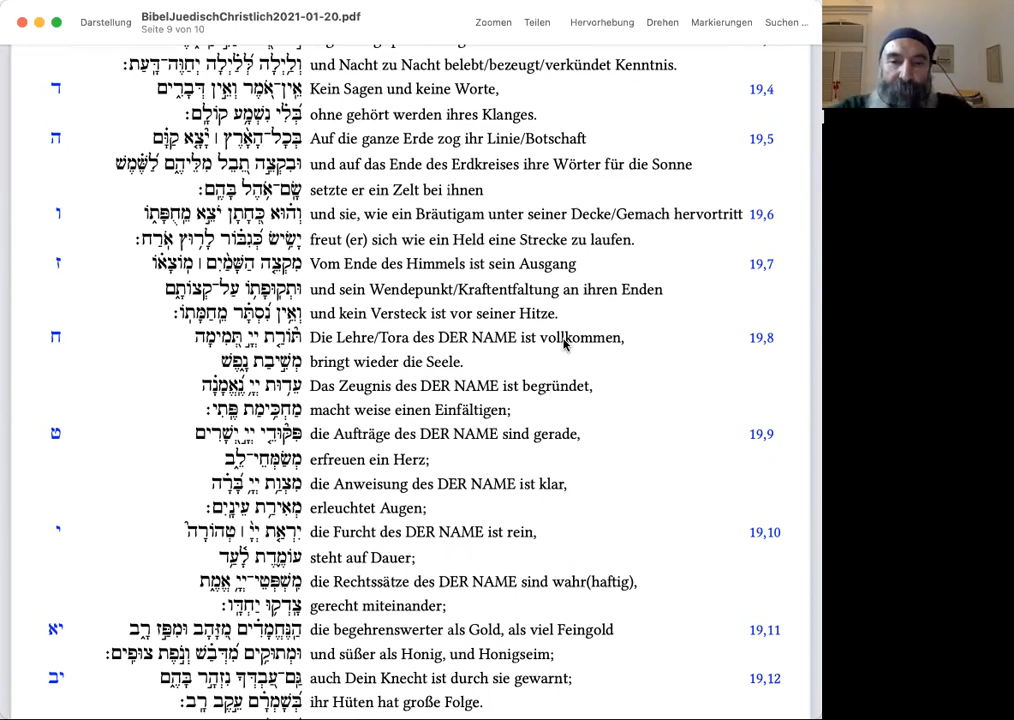 BibelJuedischChristlich2021-01-20.pdf
Seite 9 von 10
Darstellung Zoomen Teilen Hervorhebung Drehen Markierungen Suchen ...
וְלַ֥יְלָה לְּ֝לַ֗יְלָה יְחַוֶּה־דָּֽעַת׃ und Nacht zu Nacht belebt/bezeugt/verkündet Kenntnis.
ד אֵֽין־אֹ֭מֶר וְאֵ֣ין דְּבָרִ֑ים Kein Sagen und keine Worte, 19,4
בְּ֝לִ֗י נִשְׁמָ֥ע קוֹלָֽם׃ ohne gehört werden ihres Klanges.
ה בְּכָל־הָאָ֨רֶץ ׀ יָ֘צָ֤א קַוָּ֗ם Auf die ganze Erde zog ihr Linie/Botschaft 19,5
וּבִקְצֵ֣ה תֵ֭בֵל מִלֵּיהֶ֑ם לַ֝שֶּׁ֗מֶשׁ und auf das Ende des Erdkreises ihre Wörter für die Sonne
שָֽׂם־אֹ֥הֶל בָּהֶֽם׃ setzte er ein Zelt bei ihnen
ו וְה֗וּא כְּ֭חָתָן יֹצֵ֣א מֵחֻפָּת֑וֹ und sie, wie ein Bräutigam unter seiner Decke/Gemach hervortritt 19,6
יָשִׂ֥ישׂ כְּ֝גִבּ֗וֹר לָר֥וּץ אֹֽרַח׃ freut (er) sich wie ein Held eine Strecke zu laufen.
ז מִקְצֵ֤ה הַשָּׁמַ֨יִם ׀ מֽוֹצָא֗וֹ Vom Ende des Himmels ist sein Ausgang 19,7
וּתְקוּפָת֥וֹ עַל־קְצוֹתָ֑ם und sein Wendepunkt/Kraftentfaltung an ihren Enden
וְאֵ֥ין נִ֝סְתָּ֗ר מֵֽחַמָּתֽוֹ׃ und kein Versteck ist vor seiner Hitze.
ח תּ֘וֹרַ֤ת יְיָ֣ תְּ֭מִימָה Die Lehre/Tora des DER NAME ist vollkommen, 19,8
מְשִׁ֣יבַת נָ֑פֶשׁ bringt wieder die Seele.
עֵד֥וּת יְיָ֥ נֶ֝אֱמָנָ֗ה Das Zeugnis des DER NAME ist begründet,
מַחְכִּ֥ימַת פֶּֽתִי׃ macht weise einen Einfältigen;
ט פִּקּ֘וּדֵ֤י יְיָ֣ יְ֭שָׁרִים die Aufträge des DER NAME sind gerade, 19,9
מְשַׂמְּחֵי־לֵ֑ב erfreuen ein Herz;
מִצְוַ֥ת יְיָ֥ בָּ֝רָ֗ה die Anweisung des DER NAME ist klar,
מְאִירַ֥ת עֵינָֽיִם׃ erleuchtet Augen;
י יִרְאַ֤ת יְיָ֨ ׀ טְהוֹרָה֮ die Furcht des DER NAME ist rein, 19,10
עוֹמֶ֪דֶת לָ֫עַ֥ד steht auf Dauer;
מִֽשְׁפְּטֵי־יְיָ֥ אֱמֶ֑ת die Rechtssätze des DER NAME sind wahr(haftig),
צָֽדְק֥וּ יַחְדָּֽו׃ gerecht miteinander;
יא הַֽנֶּחֱמָדִ֗ים מִ֭זָּהָב וּמִפַּ֣ז רָ֑ב die begehrenswerter als Gold, als viel Feingold 19,11
וּמְתוּקִ֥ים מִ֝דְּבַ֗שׁ וְנֹ֣פֶת צוּפִֽים׃ und süßer als Honig, und Honigseim;
יב גַּֽם־עַ֭בְדְּךָ נִזְהָ֣ר בָּהֶ֑ם auch Dein Knecht ist durch sie gewarnt; 19,12
בְּ֝שָׁמְרָ֗ם עֵ֣קֶב רָֽב׃ ihr Hüten hat große Folge.